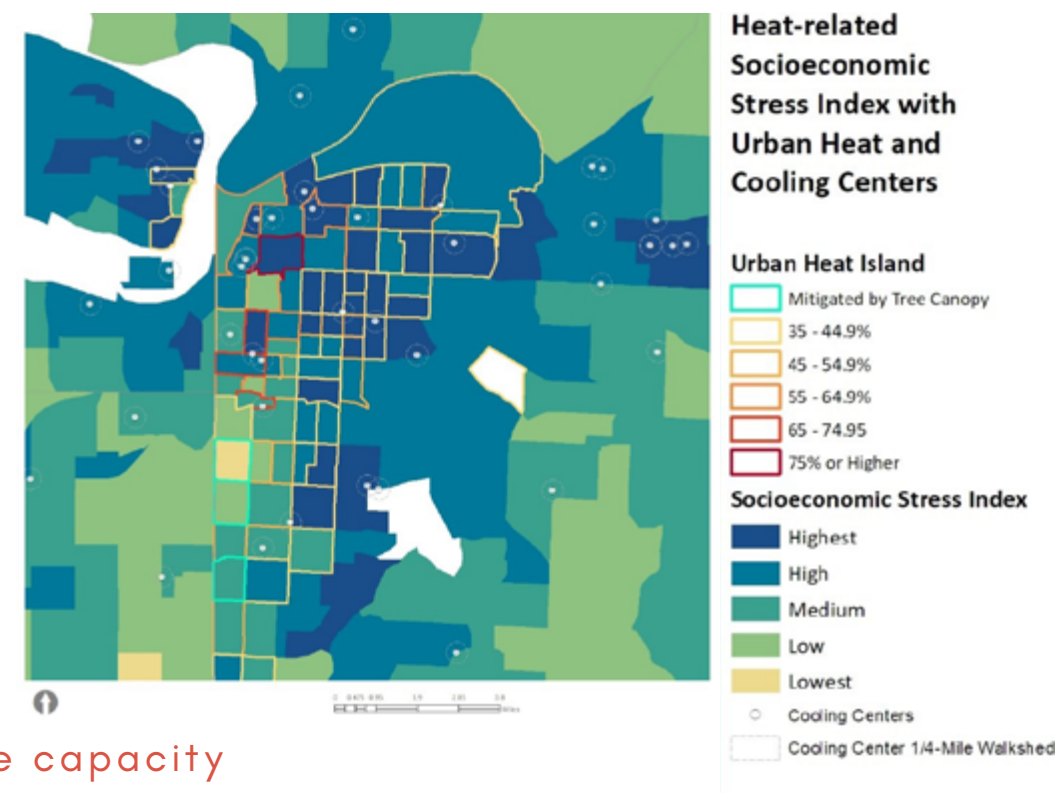 Heat-related
Socioeconomic
Stress Index with
Urban Heat and
Cooling Centers
Urban Heat Island
Mitigated by Tree Canopy
35 - 44.9%
45 - 54.9%
55 - 64.9%
65 - 74.95
75% or Higher
Socioeconomic Stress Index
Highest
High
Medium
Low
Lowest
Cooling Centers
Cooling Center 1/4-Mile Walkshed
e capacity